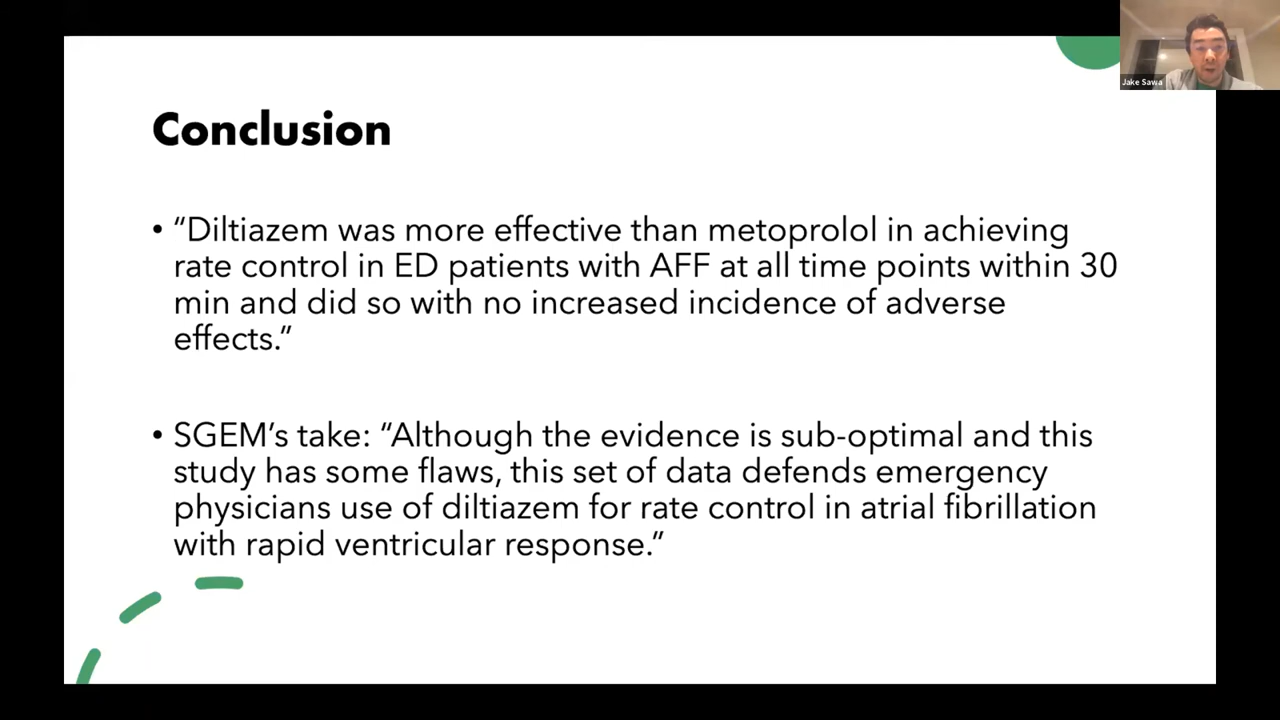 Jake Sawa
Conclusion
• “Diltiazem was more effective than metoprolol in achieving
rate control in ED patients with AFF at all time points within 30
min and did so with no increased incidence of adverse
effects.”
• SGEM’s take: “Although the evidence is sub-optimal and this
study has some flaws, this set of data defends emergency
physicians use of diltiazem for rate control in atrial fibrillation
with rapid ventricular response.”